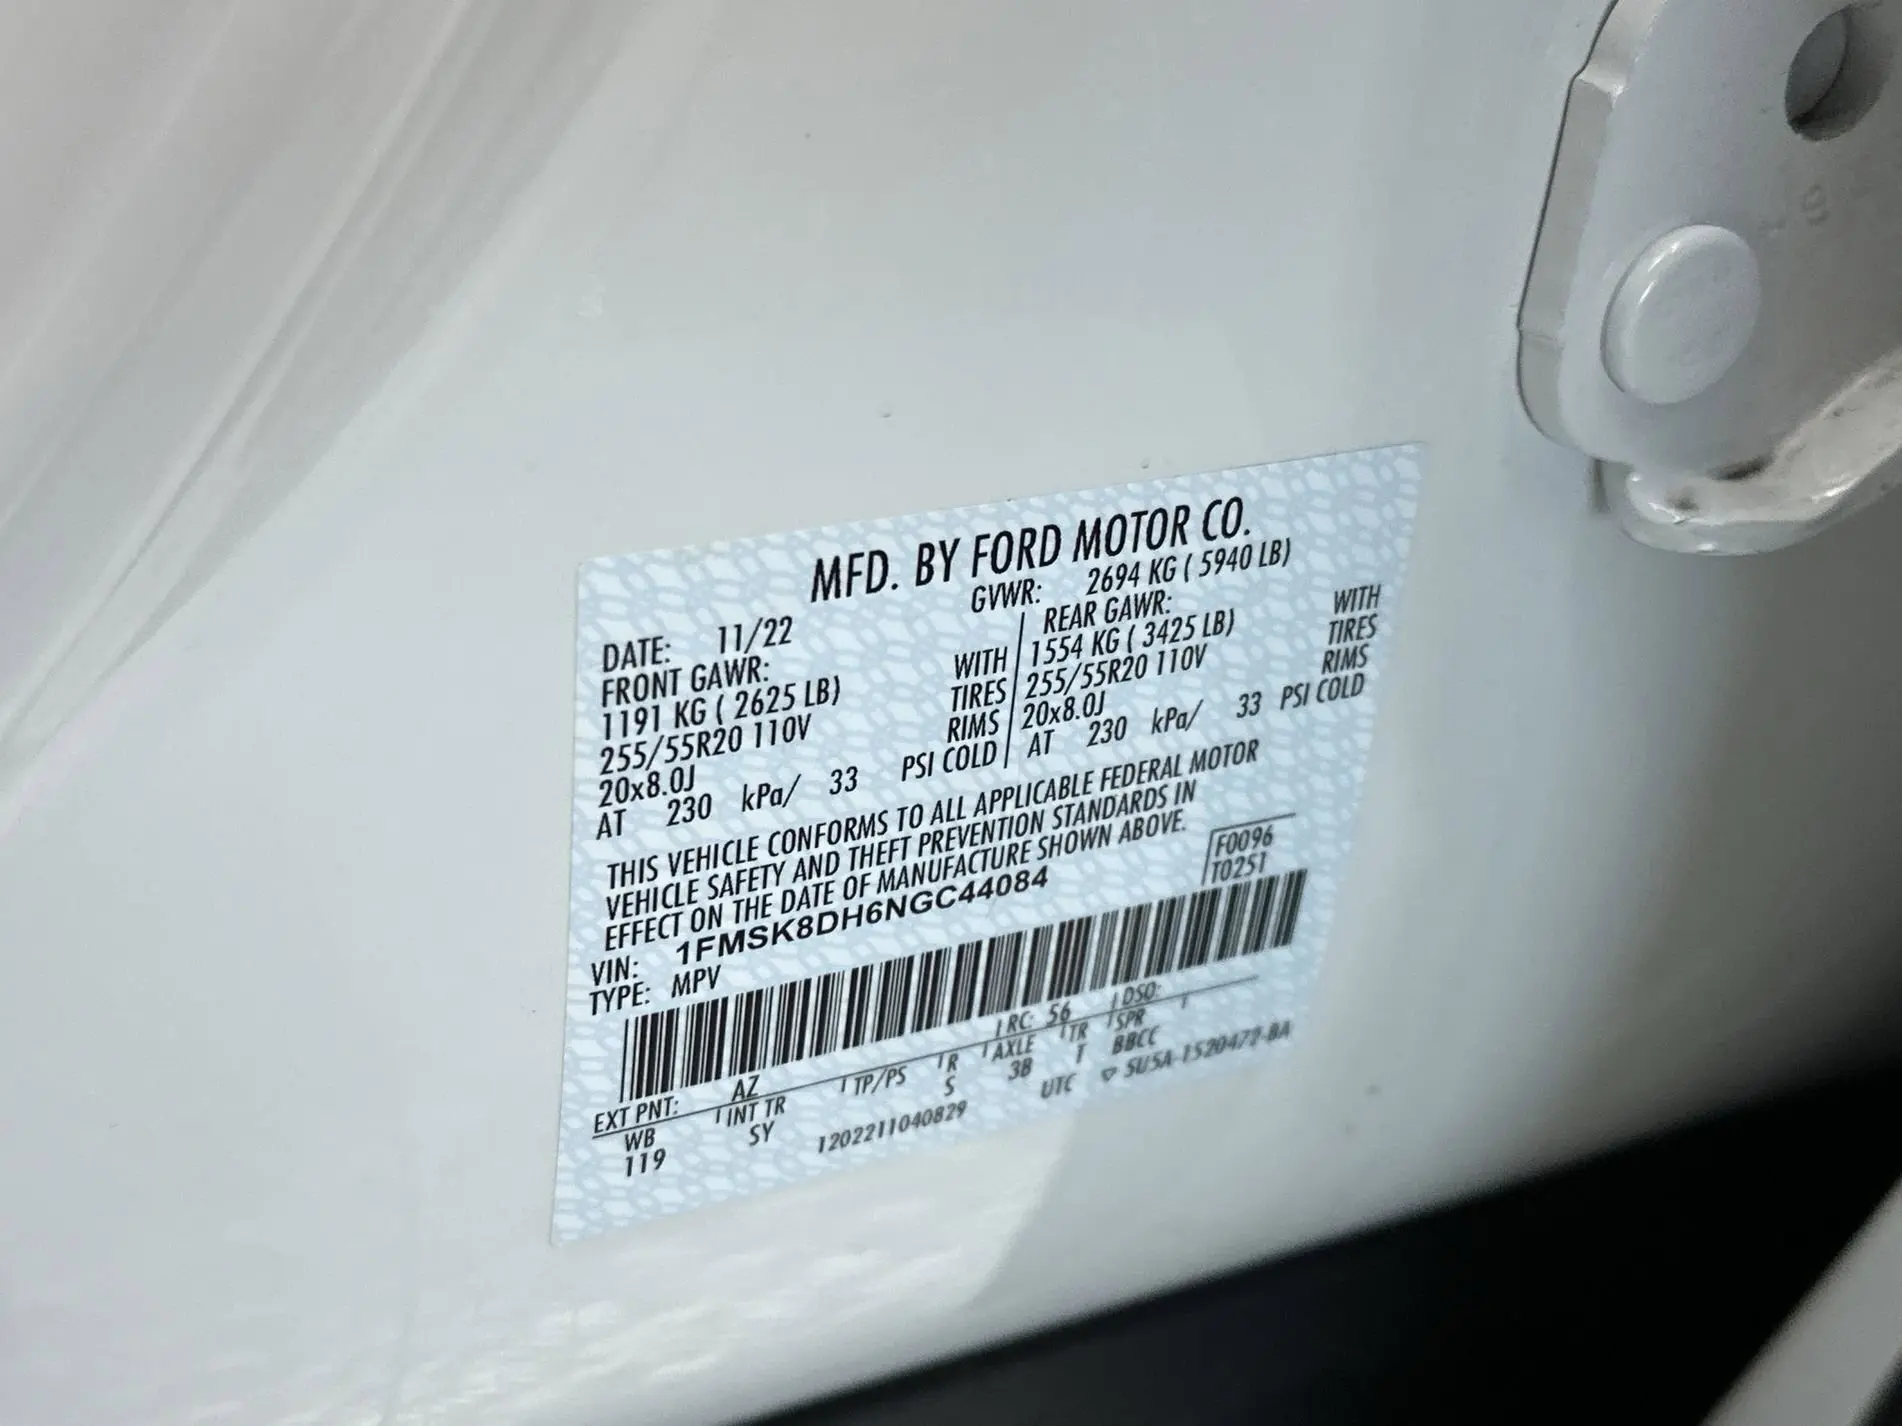 MFD. BY FORD MOTOR CO.
DATE: 11/22 GVWR: 2694 KG ( 5940 LB)
FRONT GAWR: REAR GAWR:
1191 KG ( 2625 LB) WITH 1554 KG ( 3425 LB) WITH
255/55R20 110V TIRES 255/55R20 110V TIRES
20x8.0J RIMS 20x8.0J RIMS
AT 230 kPa/ 33 PSI COLD AT 230 kPa/ 33 PSI COLD
THIS VEHICLE CONFORMS TO ALL APPLICABLE FEDERAL MOTOR
VEHICLE SAFETY AND THEFT PREVENTION STANDARDS IN
EFFECT ON THE DATE OF MANUFACTURE SHOWN ABOVE.
F0096
VIN: 1FMSK8DH6NGC44084
T0251
TYPE: MPV
EXT PNT: AZ RC: 56 DSO:
WB INT TR TP/PS R AXLE TR SPR
119 SY S 38 T BBCC
1202211040829 UTC ▽ 5U5A-1520472-BA